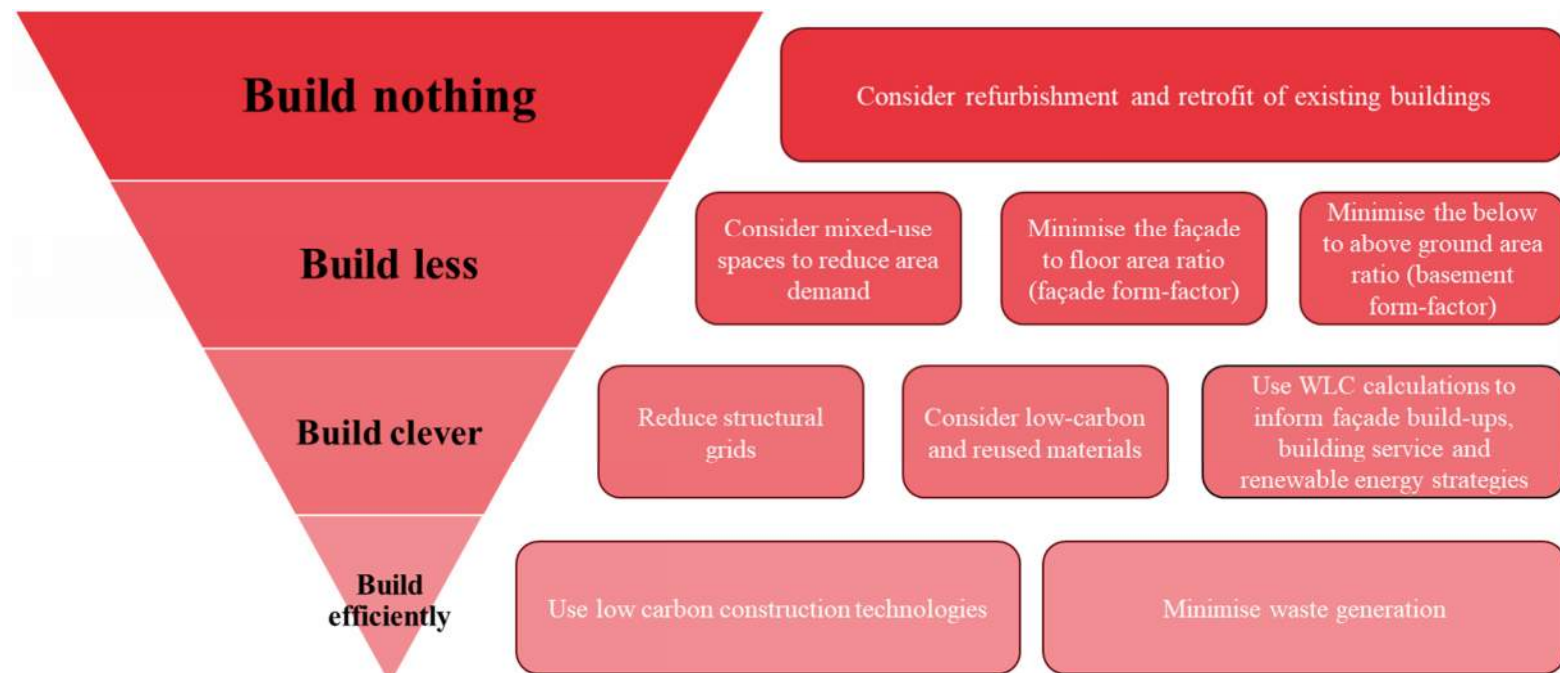 Build nothing
Consider refurbishment and retrofit of existing buildings
Build less
Consider mixed-use
spaces to reduce area
demand
Minimise the façade
to floor area ratio
(façade form-factor)
Minimise the below
to above ground area
ratio (basement
form-factor)
Build clever
Reduce structural
grids
Consider low-carbon
and reused materials
Use WLC calculations to
inform façade build-ups,
building service and
renewable energy strategies
Build
efficiently
Use low carbon construction technologies
Minimise waste generation